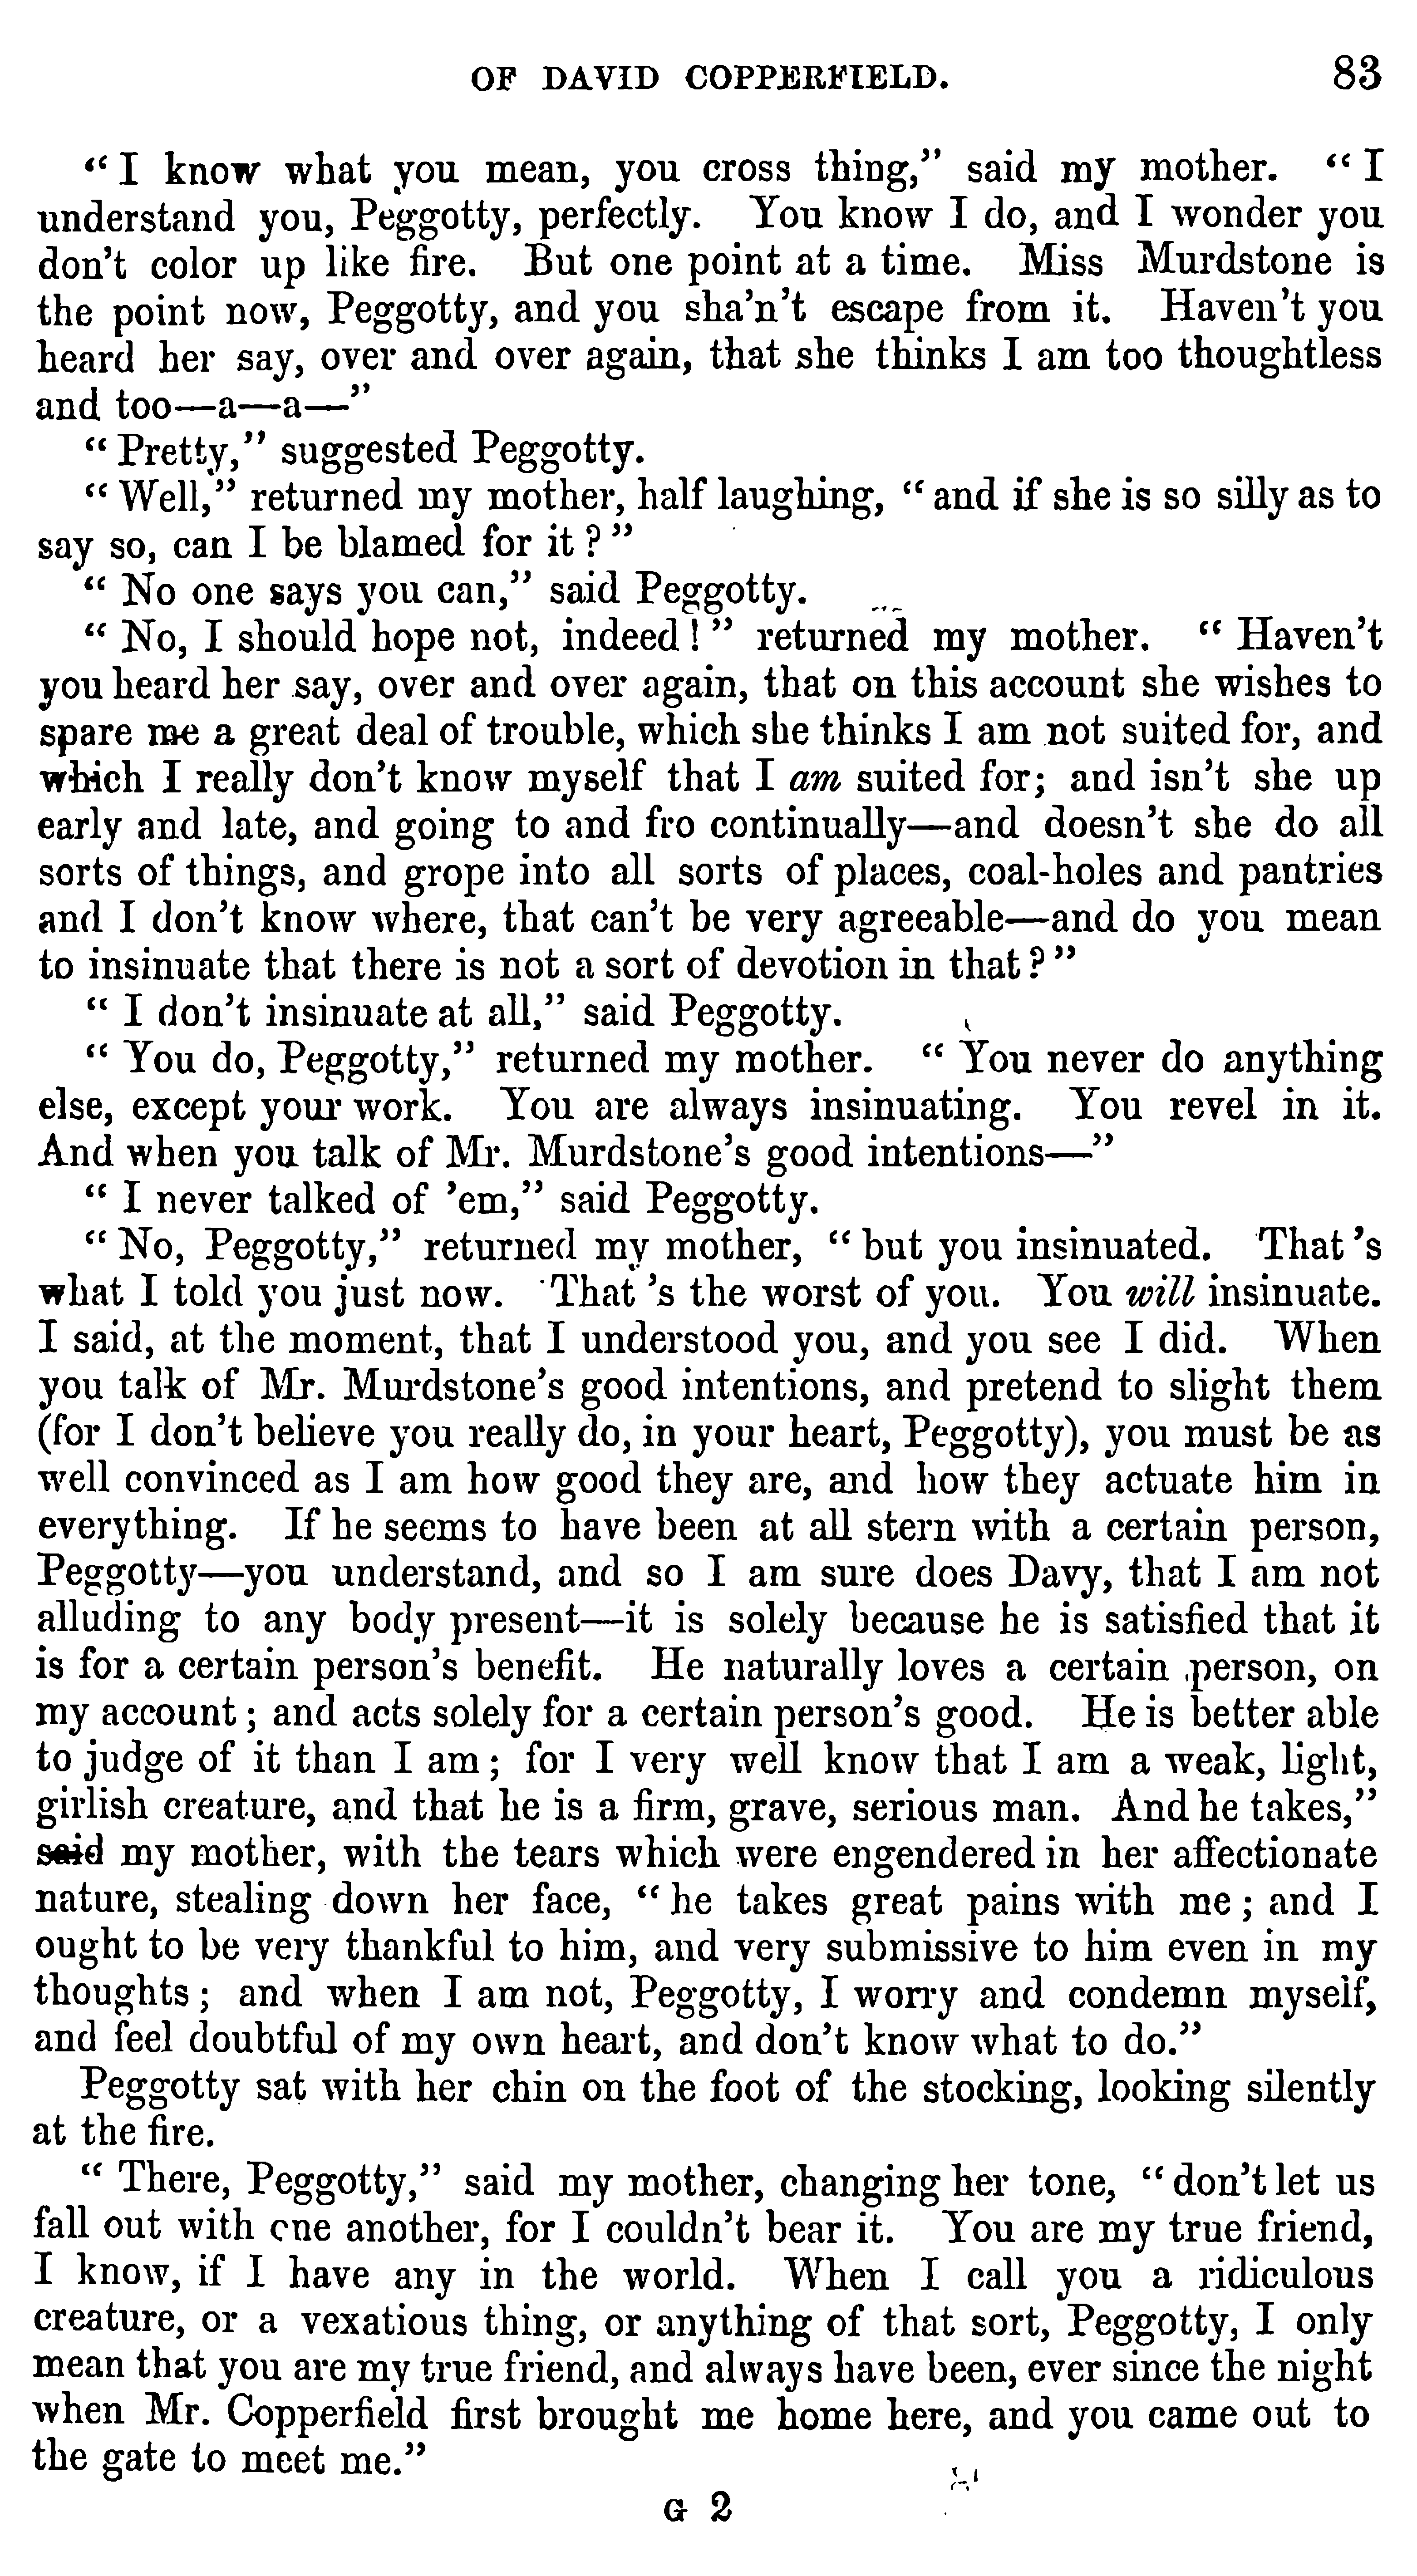 OF DAVID COPPERFIELD. 83
“I know what you mean, you cross thing,” said my mother. “I
understand you, Peggotty, perfectly. You know I do, and I wonder you
don’t color up like fire. But one point at a time. Miss Murdstone is
the point now, Peggotty, and you sha’n’t escape from it. Haven’t you
heard her say, over and over again, that she thinks I am too thoughtless
and too—a—a—”
“Pretty,” suggested Peggotty.
“Well,” returned my mother, half laughing, “and if she is so silly as to
say so, can I be blamed for it?”
“No one says you can,” said Peggotty.
“No, I should hope not, indeed!” returned my mother. “Haven’t
you heard her say, over and over again, that on this account she wishes to
spare me a great deal of trouble, which she thinks I am not suited for, and
which I really don’t know myself that I am suited for; and isn’t she up
early and late, and going to and fro continually—and doesn’t she do all
sorts of things, and grope into all sorts of places, coal-holes and pantries
and I don’t know where, that can’t be very agreeable—and do you mean
to insinuate that there is not a sort of devotion in that?”
“I don’t insinuate at all,” said Peggotty.
“You do, Peggotty,” returned my mother. “You never do anything
else, except your work. You are always insinuating. You revel in it.
And when you talk of Mr. Murdstone’s good intentions—”
“I never talked of ’em,” said Peggotty.
“No, Peggotty,” returned my mother, “but you insinuated. That ’s
what I told you just now. That ’s the worst of you. You will insinuate.
I said, at the moment, that I understood you, and you see I did. When
you talk of Mr. Murdstone’s good intentions, and pretend to slight them
(for I don’t believe you really do, in your heart, Peggotty), you must be as
well convinced as I am how good they are, and how they actuate him in
everything. If he seems to have been at all stern with a certain person,
Peggotty—you understand, and so I am sure does Davy, that I am not
alluding to any body present—it is solely because he is satisfied that it
is for a certain person’s benefit. He naturally loves a certain person, on
my account; and acts solely for a certain person’s good. He is better able
to judge of it than I am; for I very well know that I am a weak, light,
girlish creature, and that he is a firm, grave, serious man. And he takes,”
said my mother, with the tears which were engendered in her affectionate
nature, stealing down her face, “he takes great pains with me; and I
ought to be very thankful to him, and very submissive to him even in my
thoughts; and when I am not, Peggotty, I worry and condemn myself,
and feel doubtful of my own heart, and don’t know what to do.”
Peggotty sat with her chin on the foot of the stocking, looking silently
at the fire.
“There, Peggotty,” said my mother, changing her tone, “don’t let us
fall out with one another, for I couldn’t bear it. You are my true friend,
I know, if I have any in the world. When I call you a ridiculous
creature, or a vexatious thing, or anything of that sort, Peggotty, I only
mean that you are my true friend, and always have been, ever since the night
when Mr. Copperfield first brought me home here, and you came out to
the gate to meet me.”
G 2